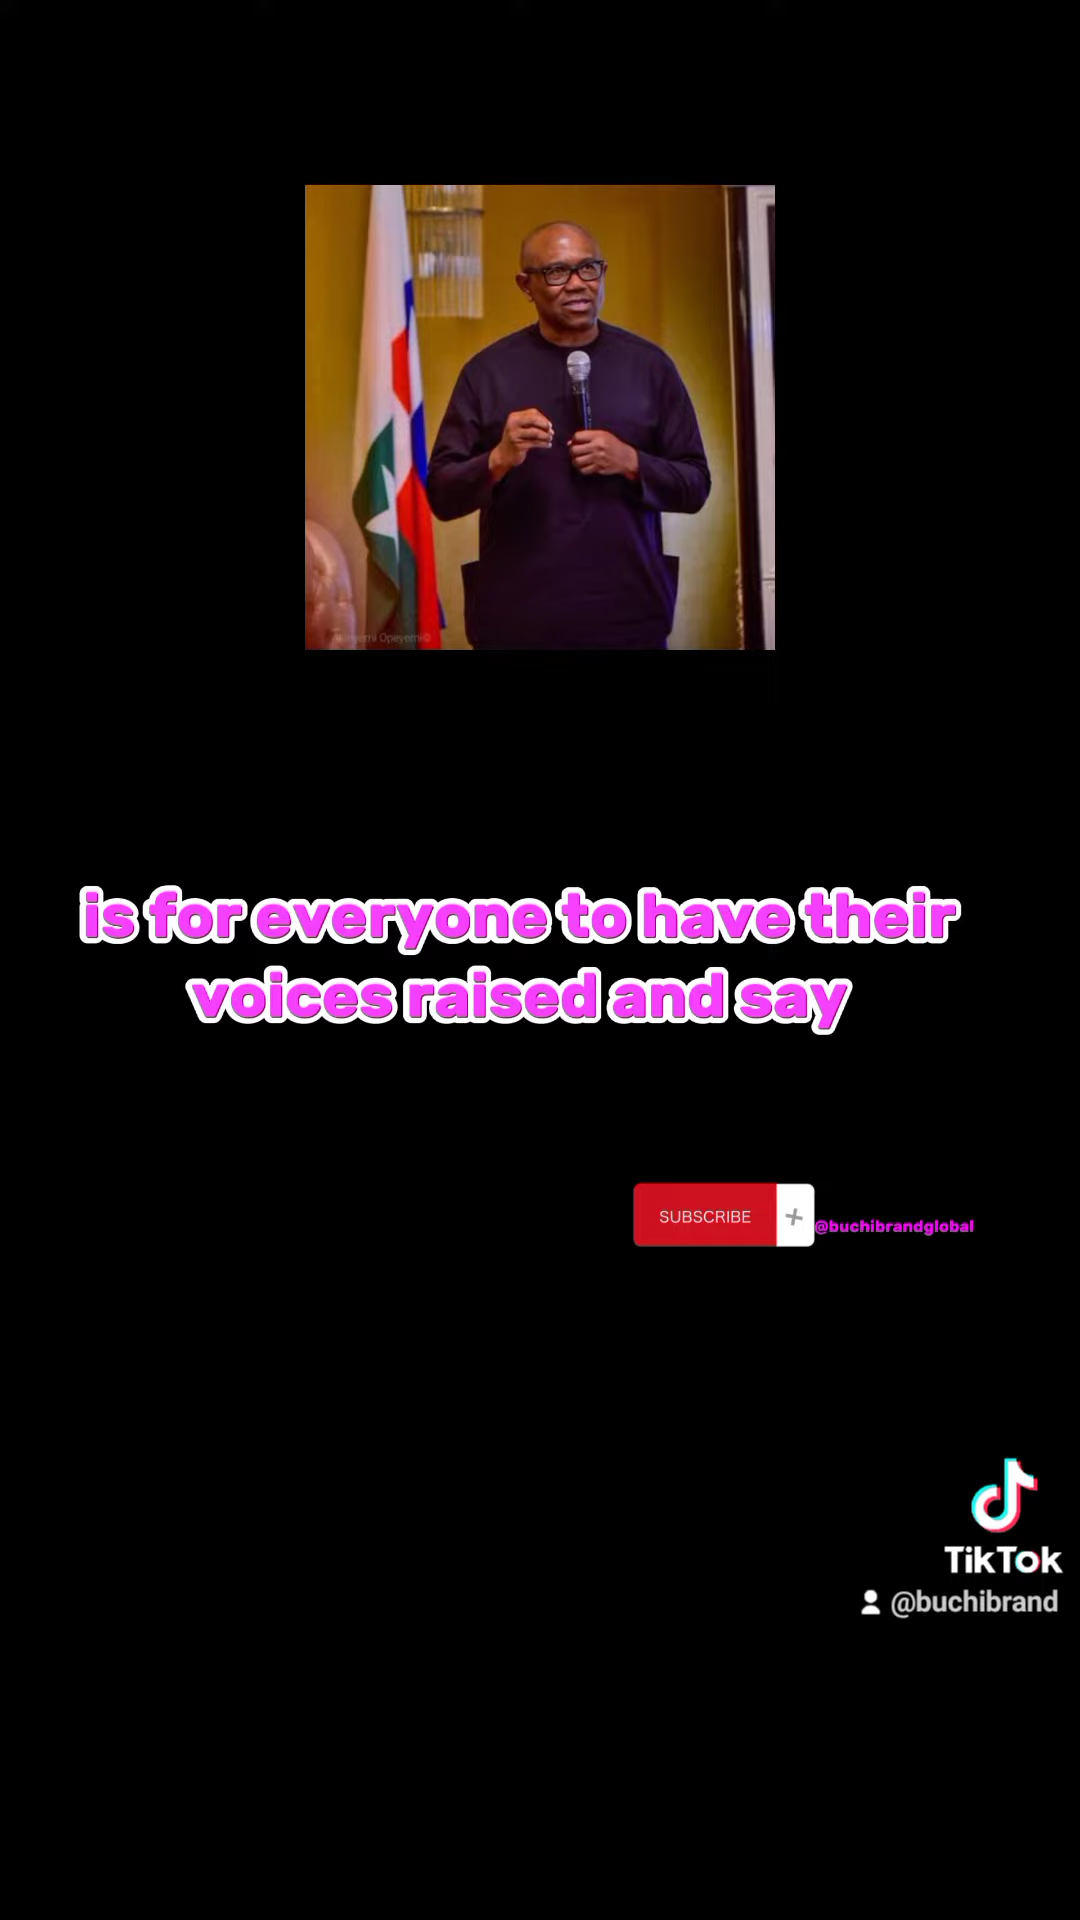 is for everyone to have their
voices raised and say
SUBSCRIBE
@buchibrandglobal
TikTok
@buchibrand